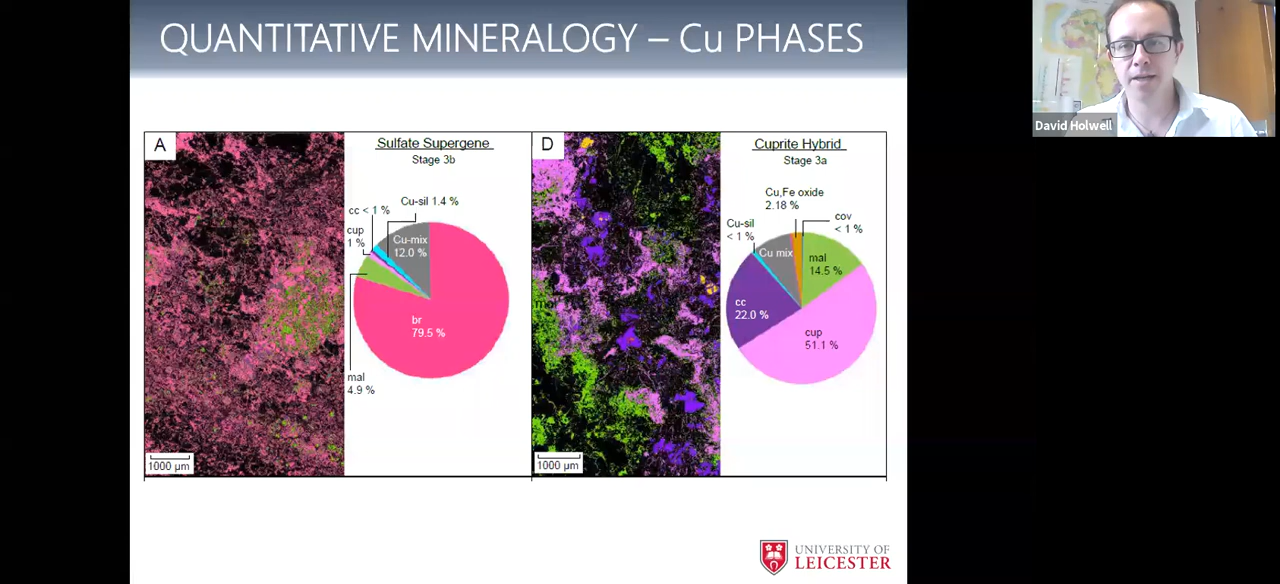 QUANTITATIVE MINERALOGY – Cu PHASES
David Holwell
A
Sulfate Supergene
Stage 3b
Cu-sil 1.4 %
cc < 1 %
cup
1 %
Cu-mix
12.0 %
br
79.5 %
mal
4.9 %
1000 µm
D
Cuprite Hybrid
Stage 3a
Cu,Fe oxide
2.18 %
Cu-sil
< 1 %
cov
< 1 %
Cu mix
mal
14.5 %
cc
22.0 %
cup
51.1 %
1000 µm
UNIVERSITY OF
LEICESTER